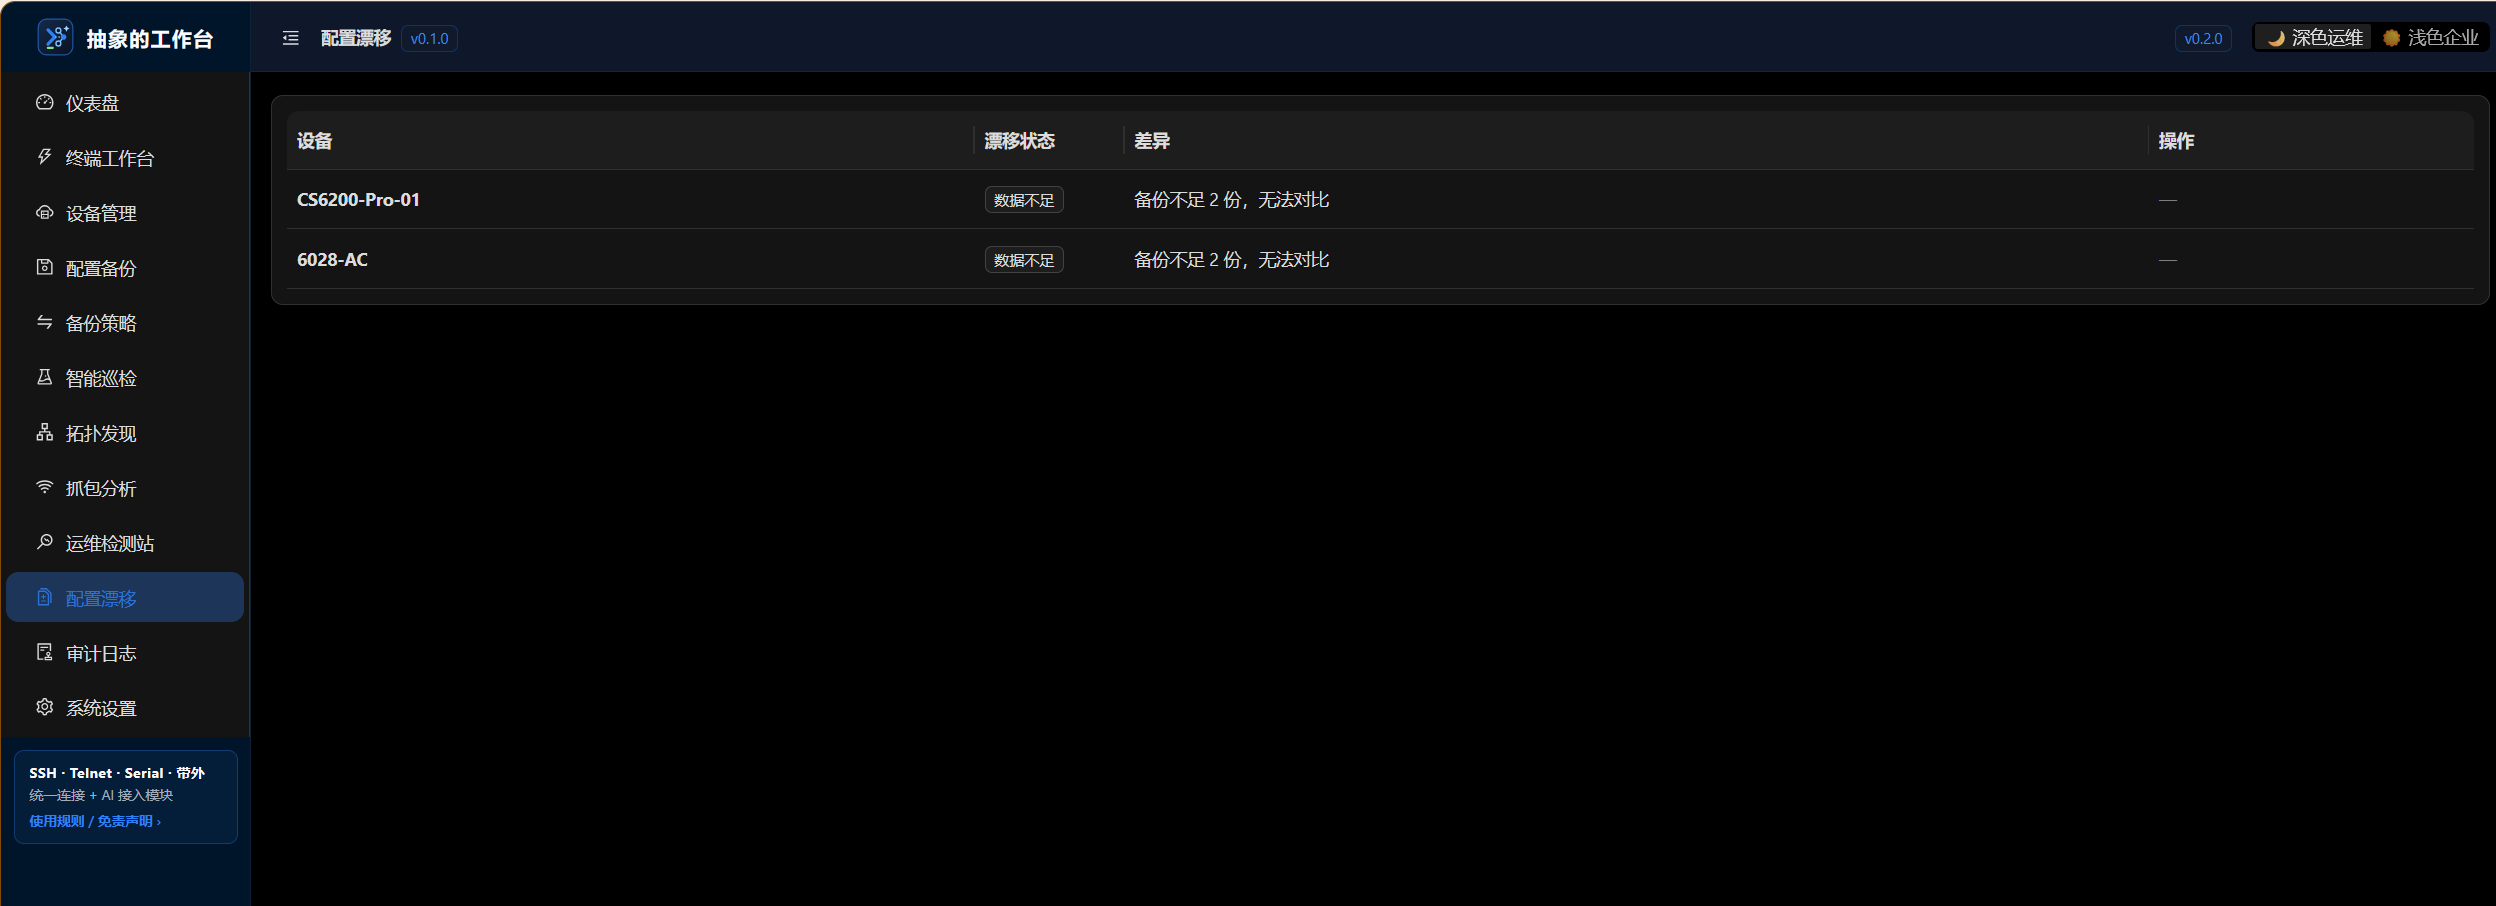 抽象的工作台
配置漂移 v0.1.0
v0.2.0 深色运维 浅色企业
仪表盘
终端工作台
设备管理
配置备份
备份策略
智能巡检
拓扑发现
抓包分析
运维检测站
配置漂移
审计日志
系统设置
SSH · Telnet · Serial · 带外
统一连接 + AI 接入模块
使用规则 / 免责声明 ›
设备 漂移状态 差异 操作
CS6200-Pro-01 数据不足 备份不足 2 份，无法对比 —
6028-AC 数据不足 备份不足 2 份，无法对比 —